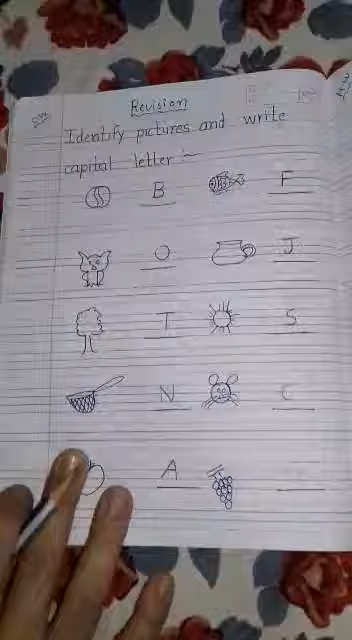 Revision
Identify pictures and write
capital letter :-
B F
O J
T S
N C
A